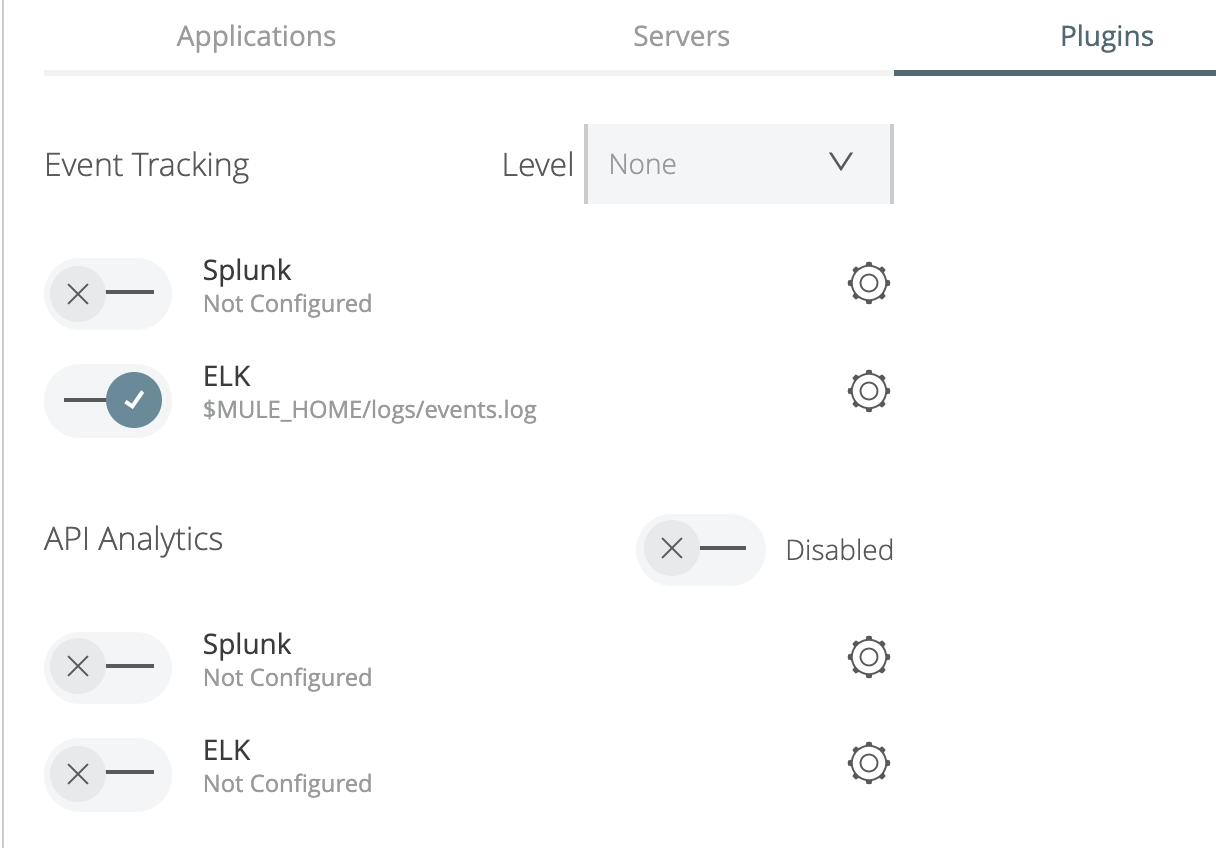 Applications Servers Plugins
Event Tracking Level None
Splunk
Not Configured
ELK
$MULE_HOME/logs/events.log
API Analytics Disabled
Splunk
Not Configured
ELK
Not Configured